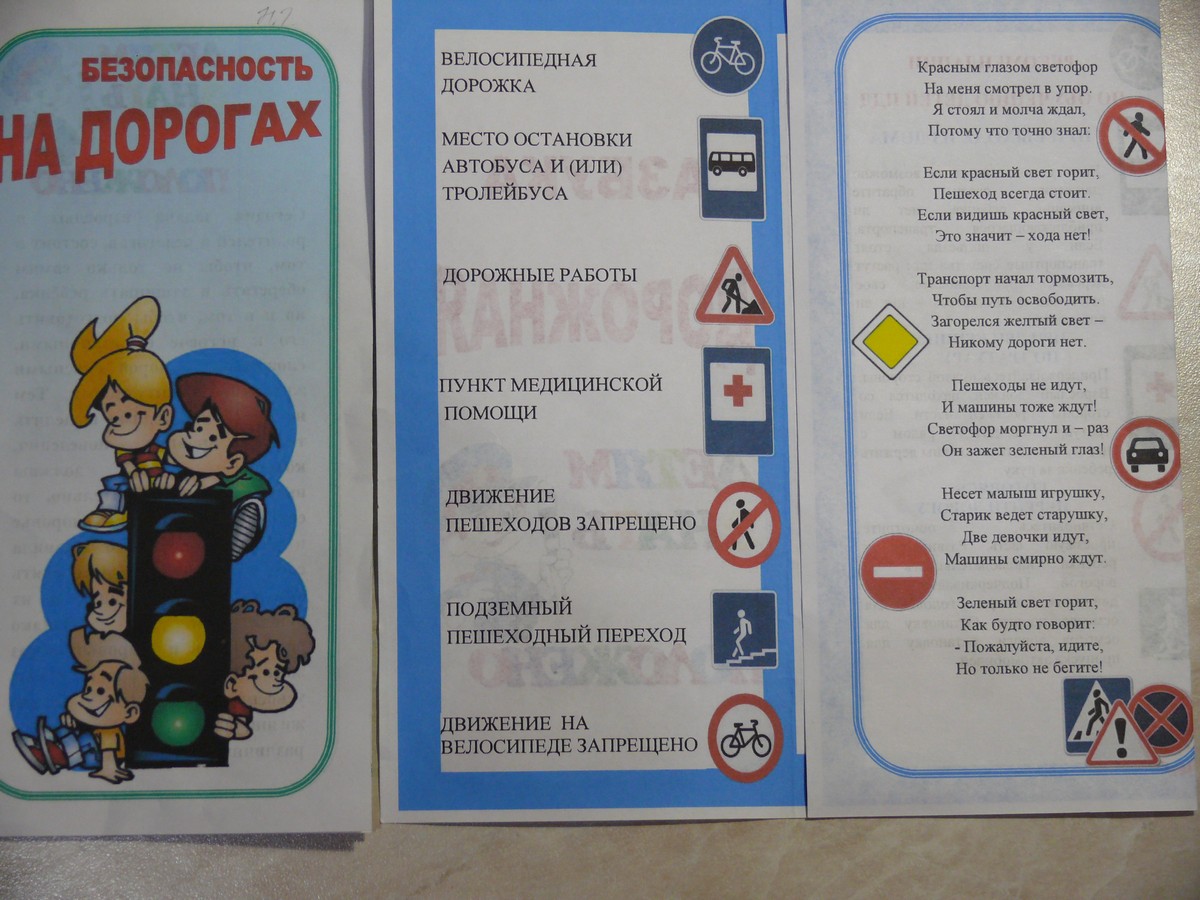 БЕЗОПАСНОСТЬ
НА ДОРОГАХ
ВЕЛОСИПЕДНАЯ
ДОРОЖКА
МЕСТО ОСТАНОВКИ
АВТОБУСА И (ИЛИ)
ТРОЛЕЙБУСА
ДОРОЖНЫЕ РАБОТЫ
ПУНКТ МЕДИЦИНСКОЙ
ПОМОЩИ
ДВИЖЕНИЕ
ПЕШЕХОДОВ ЗАПРЕЩЕНО
ПОДЗЕМНЫЙ
ПЕШЕХОДНЫЙ ПЕРЕХОД
ДВИЖЕНИЕ НА
ВЕЛОСИПЕДЕ ЗАПРЕЩЕНО
Красным глазом светофор
На меня смотрел в упор.
Я стоял и молча ждал,
Потому что точно знал:
Если красный свет горит,
Пешеход всегда стоит.
Если видишь красный свет,
Это значит – хода нет!
Транспорт начал тормозить,
Чтобы путь освободить.
Загорелся желтый свет –
Никому дороги нет.
Пешеходы не идут,
И машины тоже ждут!
Светофор моргнул и – раз
Он зажег зеленый глаз!
Несет малыш игрушку,
Старик ведет старушку,
Две девочки идут,
Машины смирно ждут.
Зеленый свет горит,
Как будто говорит:
- Пожалуйста, идите,
Но только не бегите!